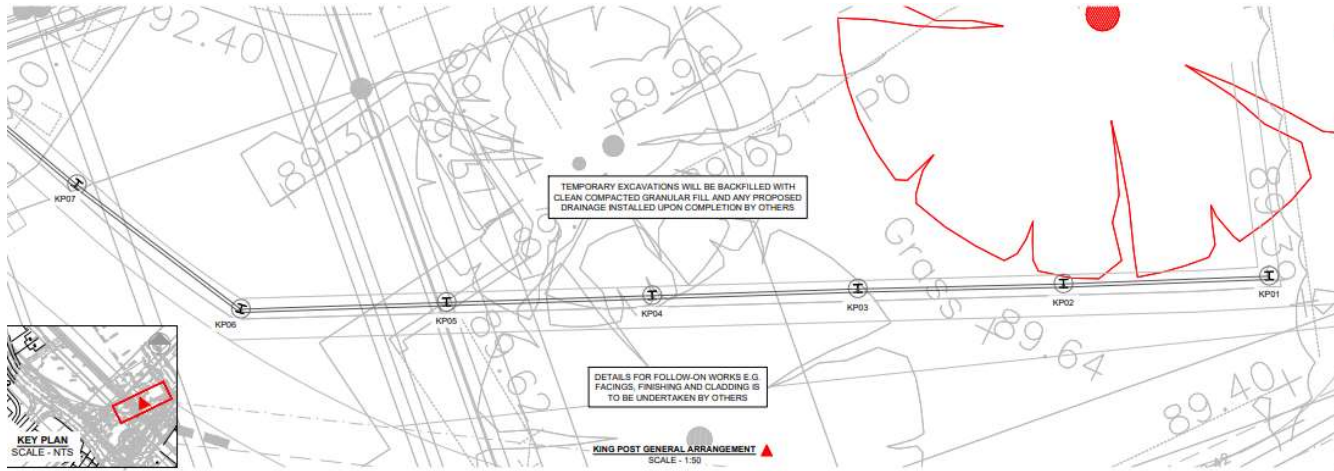 92.40
89.96
89.30
89.63
Grass
89.64
89.40
89.62
KP07
KP06
KP05
KP04
KP03
KP02
KP01
TEMPORARY EXCAVATIONS WILL BE BACKFILLED WITH
CLEAN COMPACTED GRANULAR FILL AND ANY PROPOSED
DRAINAGE INSTALLED UPON COMPLETION BY OTHERS
DETAILS FOR FOLLOW-ON WORKS E.G.
FACINGS, FINISHING AND CLADDING IS
TO BE UNDERTAKEN BY OTHERS
KEY PLAN
SCALE - NTS
KING POST GENERAL ARRANGEMENT
SCALE - 1:50